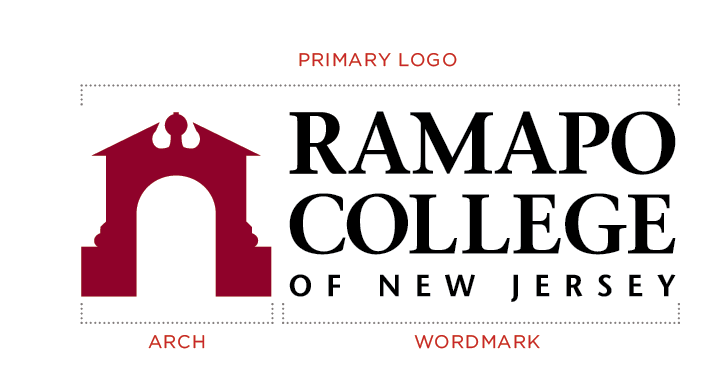 PRIMARY LOGO
RAMAPO
COLLEGE
OF NEW JERSEY
ARCH
WORDMARK